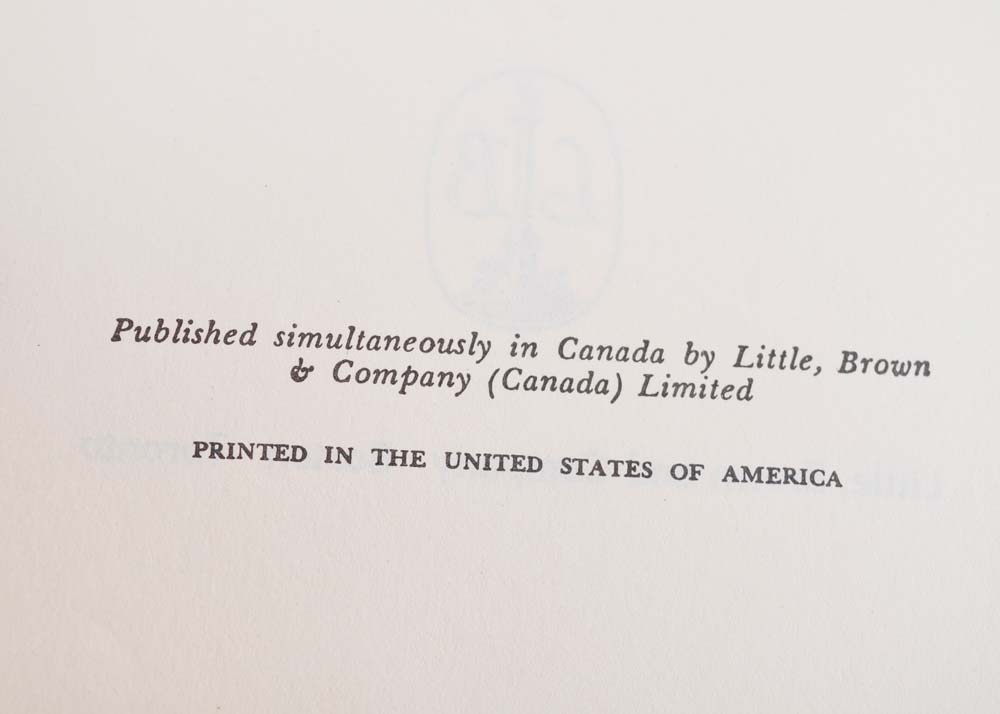 Published simultaneously in Canada by Little, Brown
& Company (Canada) Limited
PRINTED IN THE UNITED STATES OF AMERICA